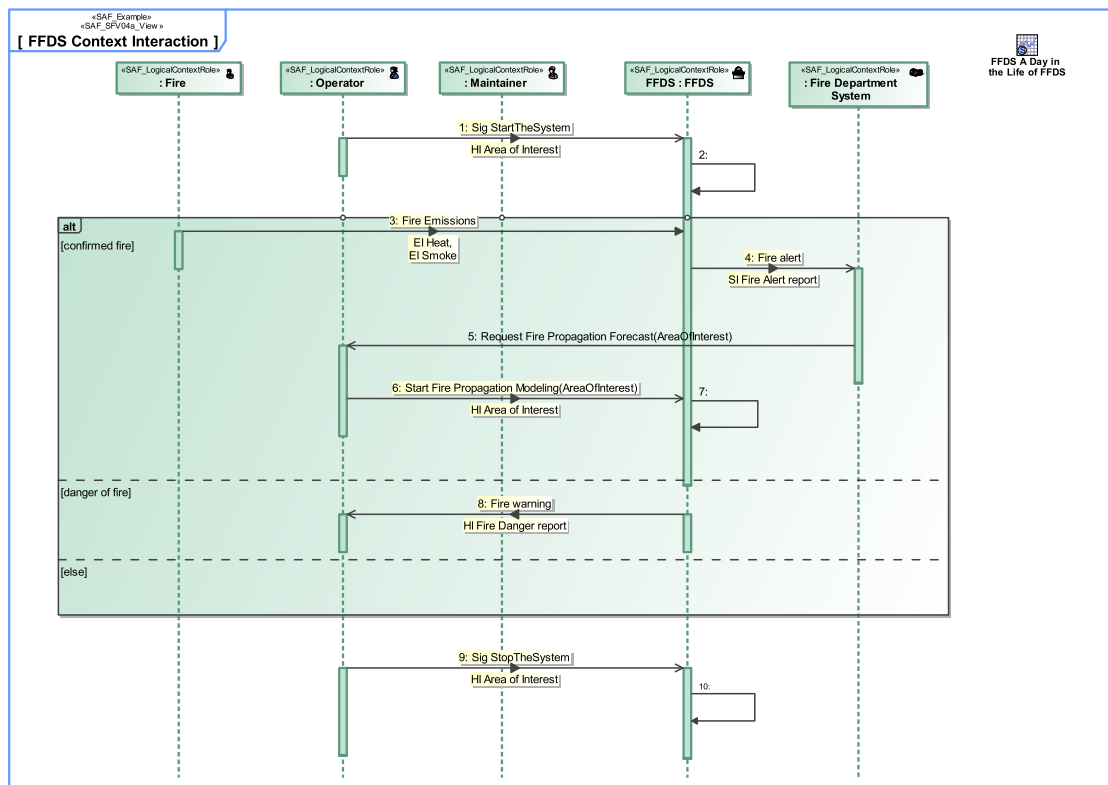 «SAF_Example»
«SAF_SFV04a_View »
[ FFDS Context Interaction ]
FFDS A Day in
the Life of FFDS
«SAF_LogicalContextRole»
: Fire
«SAF_LogicalContextRole»
: Operator
«SAF_LogicalContextRole»
: Maintainer
«SAF_LogicalContextRole»
FFDS : FFDS
«SAF_LogicalContextRole»
: Fire Department
System
1: Sig StartTheSystem
HI Area of Interest
2:
alt
[confirmed fire]
3: Fire Emissions
EI Heat,
EI Smoke
4: Fire alert
SI Fire Alert report
5: Request Fire Propagation Forecast(AreaOfInterest)
6: Start Fire Propagation Modeling(AreaOfInterest)
HI Area of Interest
7:
[danger of fire]
8: Fire warning
HI Fire Danger report
[else]
9: Sig StopTheSystem
HI Area of Interest
10: